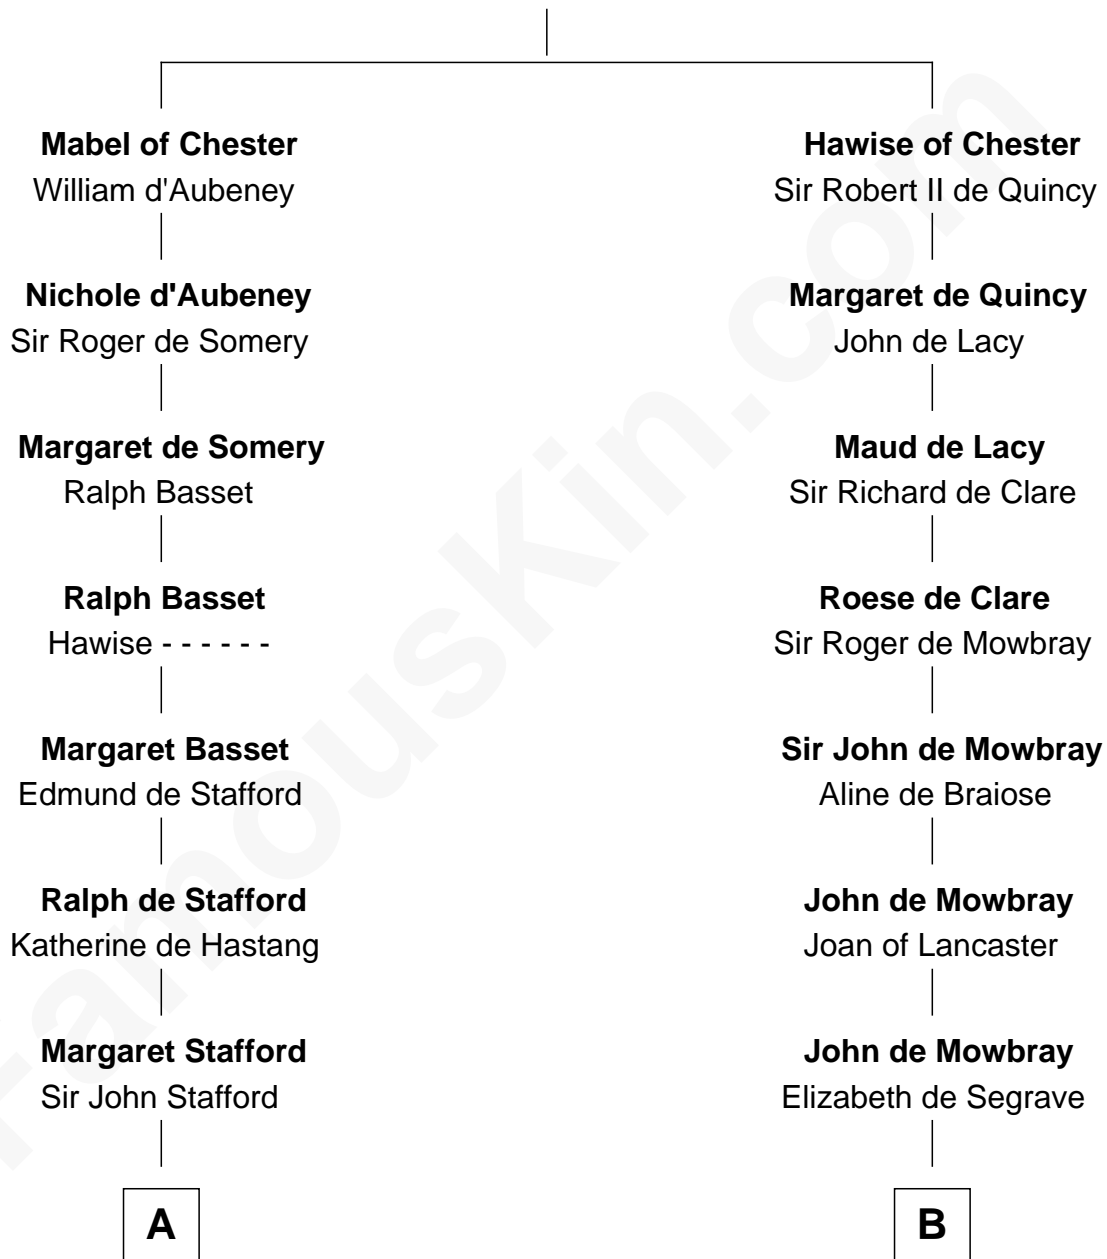 Mabel of Chester
William d'Aubeney
Hawise of Chester
Sir Robert II de Quincy
Nichole d'Aubeney
Sir Roger de Somery
Margaret de Quincy
John de Lacy
Margaret de Somery
Ralph Basset
Maud de Lacy
Sir Richard de Clare
Ralph Basset
Hawise - - - - - -
Roese de Clare
Sir Roger de Mowbray
Margaret Basset
Edmund de Stafford
Sir John de Mowbray
Aline de Braiose
Ralph de Stafford
Katherine de Hastang
John de Mowbray
Joan of Lancaster
Margaret Stafford
Sir John Stafford
John de Mowbray
Elizabeth de Segrave
A
B
FamousKin.com